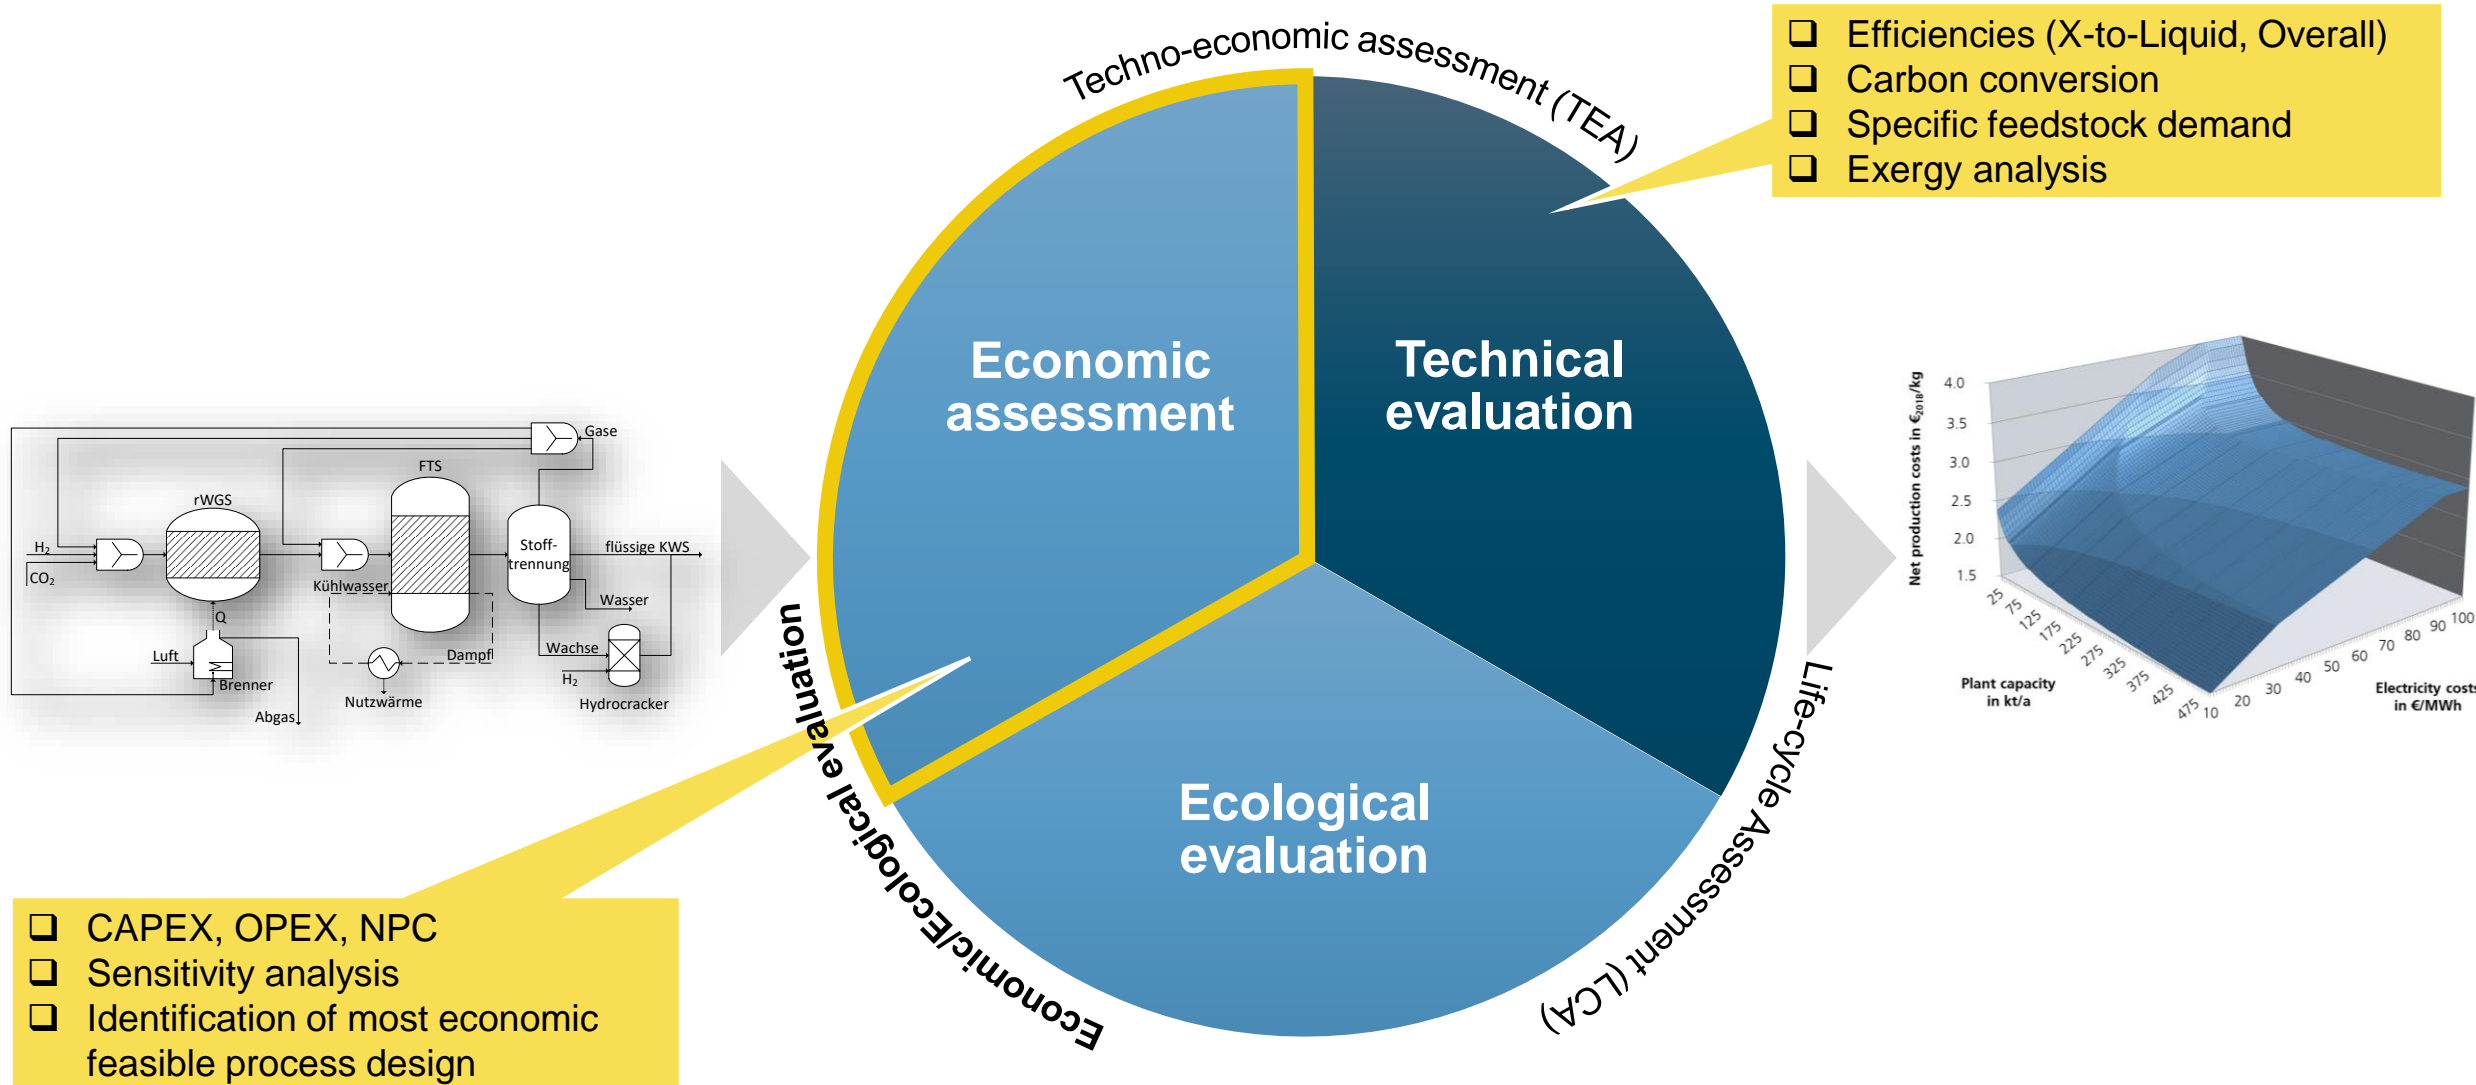 Techno-economic assessment (TEA)
❑ Efficiencies (X-to-Liquid, Overall)
❑ Carbon conversion
❑ Specific feedstock demand
❑ Exergy analysis
Economic
assessment
Technical
evaluation
Ecological
evaluation
Economic/Ecological evaluation
Life-cycle Assessment (LCA)
Gase
FTS
rWGS
H2
CO2
Stoff-
trennung
flüssige KWS
Kühlwasser
Wasser
Q
Luft
Brenner
Dampf
Wachse
H2
Nutzwärme
Abgas
Hydrocracker
Net production costs in €2018/kg
4.0
3.5
3.0
2.5
2.0
1.5
25
75
125
175
225
275
325
375
425
475
10
20
30
40
50
60
70
80
90
100
Plant capacity
in kt/a
Electricity costs
in €/MWh
❑ CAPEX, OPEX, NPC
❑ Sensitivity analysis
❑ Identification of most economic
feasible process design